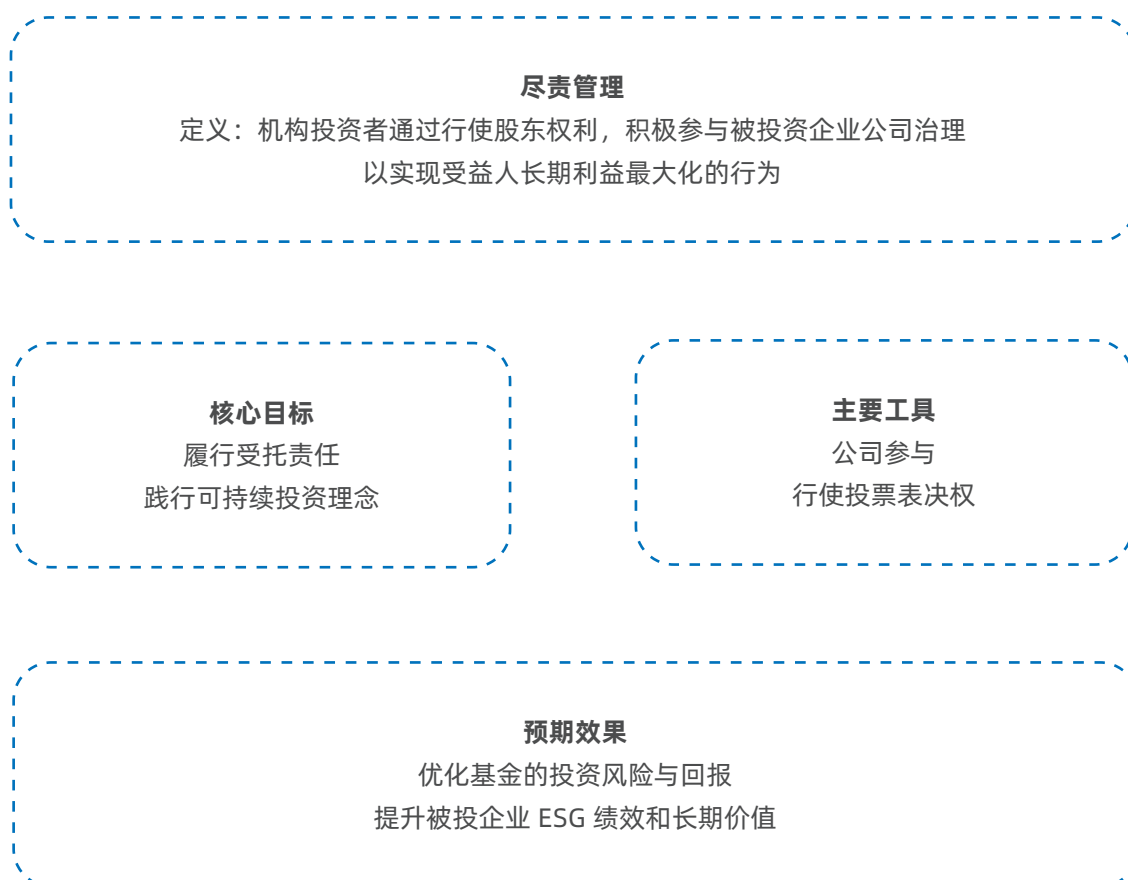 尽责管理
定义：机构投资者通过行使股东权利，积极参与被投资企业公司治理
以实现受益人长期利益最大化的行为
核心目标
履行受托责任
践行可持续投资理念
主要工具
公司参与
行使投票表决权
预期效果
优化基金的投资风险与回报
提升被投企业 ESG 绩效和长期价值